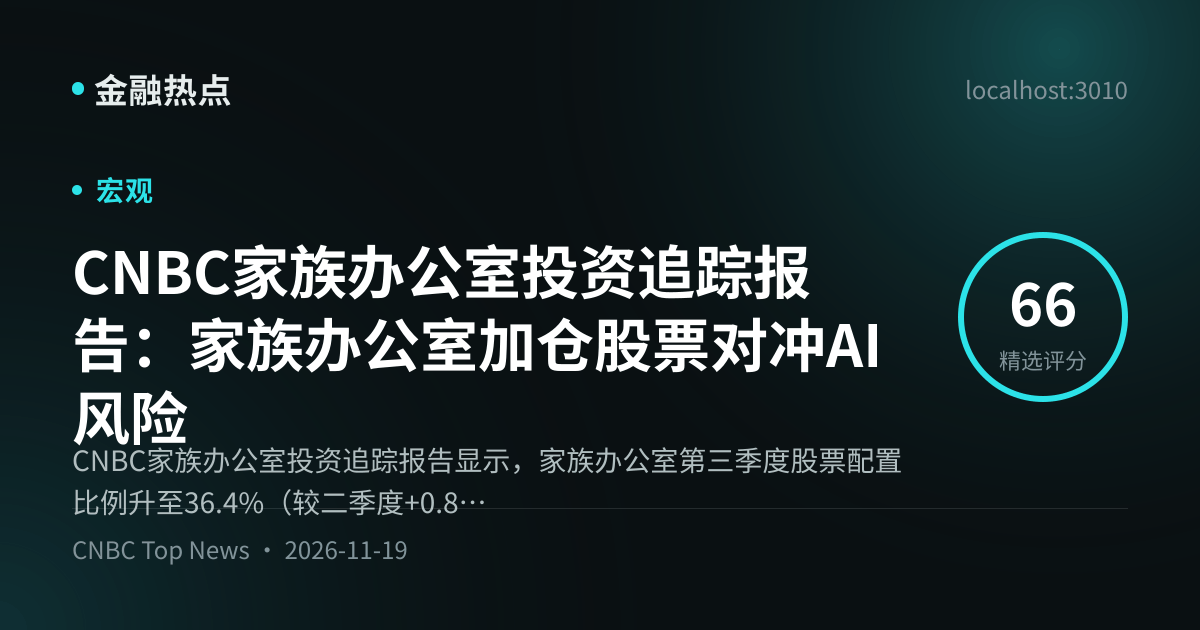 金融热点
localhost:3010
宏观
CNBC家族办公室投资追踪报
告：家族办公室加仓股票对冲AI
风险
66
精选评分
CNBC家族办公室投资追踪报告显示，家族办公室第三季度股票配置
比例升至36.4%（较二季度+0.8…
CNBC Top News · 2026-11-19